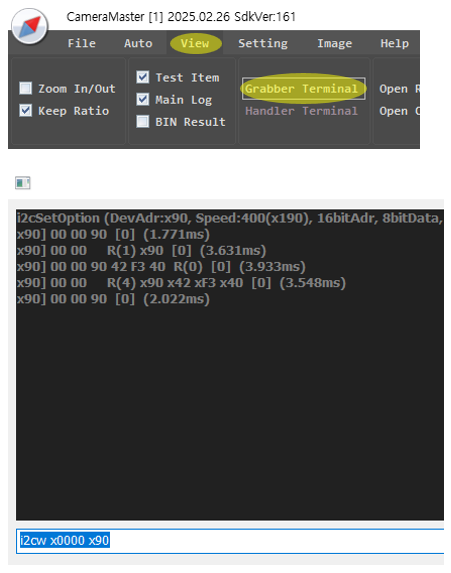 CameraMaster [1] 2025.02.26 SdkVer:161
File Auto View Setting Image Help
Zoom In/Out
Keep Ratio
Test Item
Main Log
BIN Result
Grabber Terminal
Handler Terminal
Open
Open
i2cSetOption (DevAdr:x90, Speed:400(x190), 16bitAdr, 8bitData,
x90] 00 00 90 [0] (1.771ms)
x90] 00 00 R(1) x90 [0] (3.631ms)
x90] 00 00 90 42 F3 40 R(0) [0] (3.933ms)
x90] 00 00 R(4) x90 x42 xF3 x40 [0] (3.548ms)
x90] 00 00 90 [0] (2.022ms)
i2cw x0000 x90